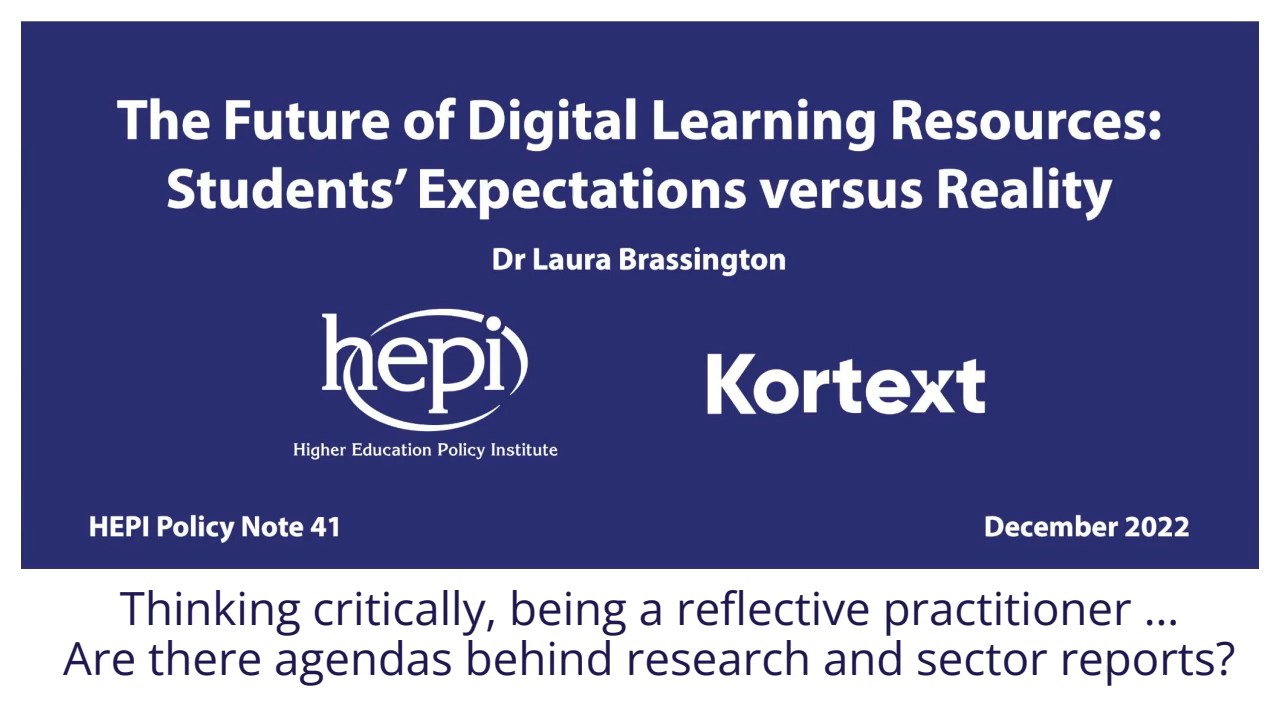 The Future of Digital Learning Resources:
Students’ Expectations versus Reality
Dr Laura Brassington
hepi
Higher Education Policy Institute
Kortext
HEPI Policy Note 41
December 2022
Thinking critically, being a reflective practitioner ...
Are there agendas behind research and sector reports?